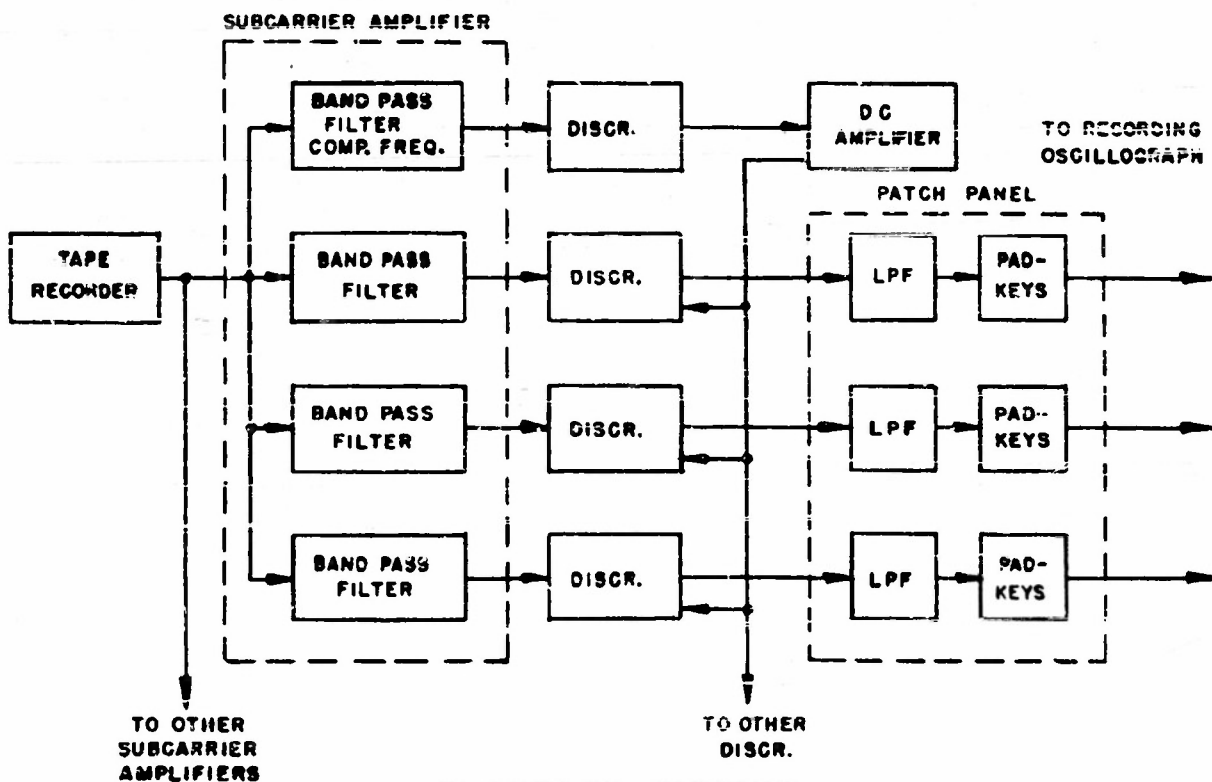 SUBCARRIER AMPLIFIER
BAND PASS
FILTER
COMP. FREQ.
DISCR.
DC
AMPLIFIER
TO RECORDING
OSCILLOGRAPH
PATCH PANEL
TAPE
RECORDER
BAND PASS
FILTER
DISCR.
LPF
PAD-
KEYS
BAND PASS
FILTER
DISCR.
LPF
PAD-
KEYS
BAND PASS
FILTER
DISCR.
LPF
PAD-
KEYS
TO OTHER
SUBCARRIER
AMPLIFIERS
TO OTHER
DISCR.